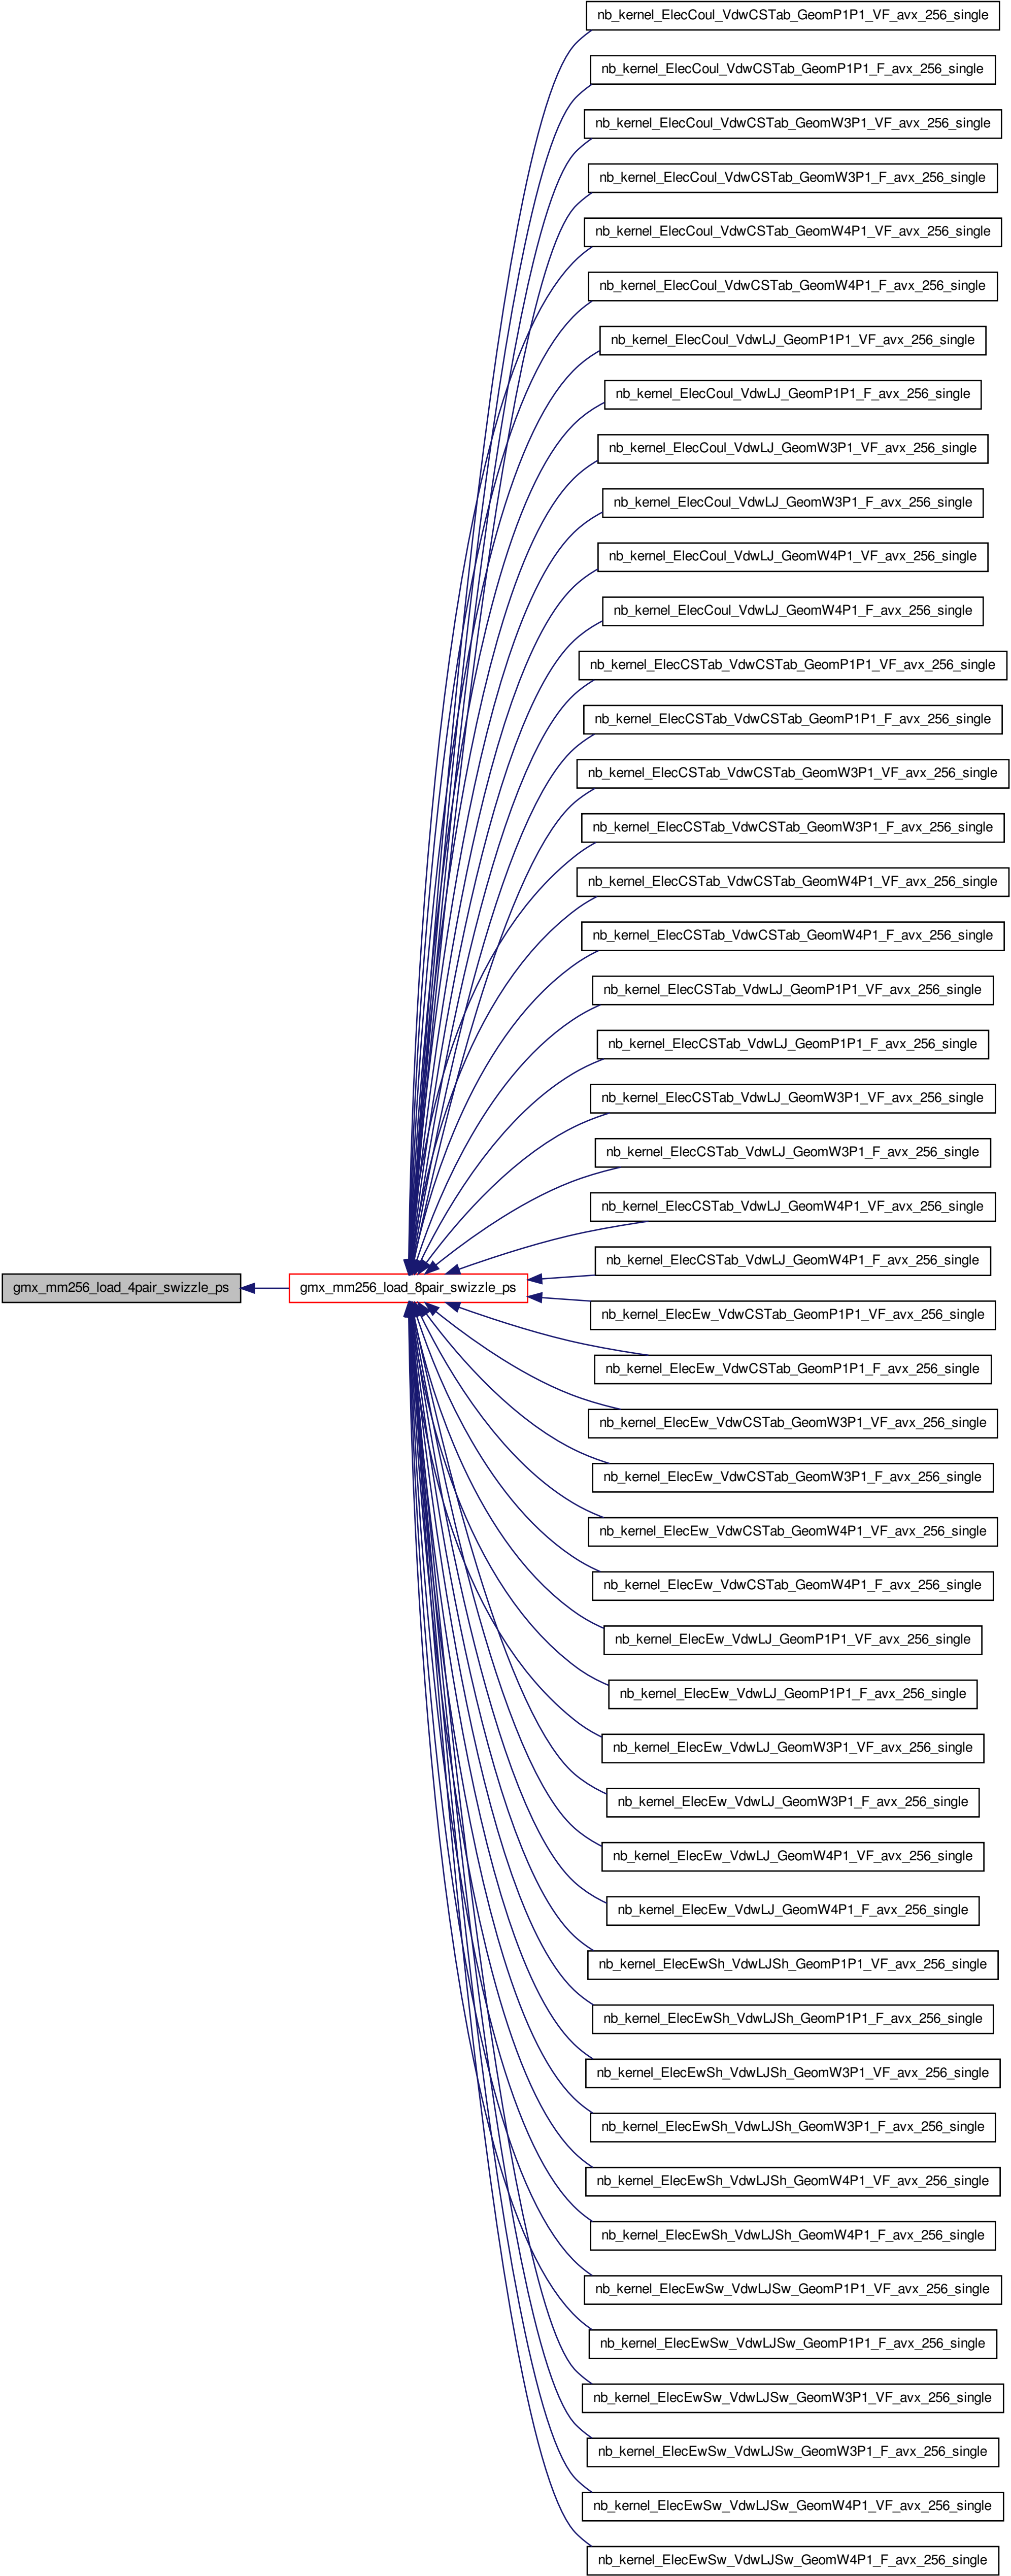 nb_kernel_ElecCoul_VdwCSTab_GeomP1P1_VF_avx_256_single
nb_kernel_ElecCoul_VdwCSTab_GeomP1P1_F_avx_256_single
nb_kernel_ElecCoul_VdwCSTab_GeomW3P1_VF_avx_256_single
nb_kernel_ElecCoul_VdwCSTab_GeomW3P1_F_avx_256_single
nb_kernel_ElecCoul_VdwCSTab_GeomW4P1_VF_avx_256_single
nb_kernel_ElecCoul_VdwCSTab_GeomW4P1_F_avx_256_single
nb_kernel_ElecCoul_VdwLJ_GeomP1P1_VF_avx_256_single
nb_kernel_ElecCoul_VdwLJ_GeomP1P1_F_avx_256_single
nb_kernel_ElecCoul_VdwLJ_GeomW3P1_VF_avx_256_single
nb_kernel_ElecCoul_VdwLJ_GeomW3P1_F_avx_256_single
nb_kernel_ElecCoul_VdwLJ_GeomW4P1_VF_avx_256_single
nb_kernel_ElecCoul_VdwLJ_GeomW4P1_F_avx_256_single
nb_kernel_ElecCSTab_VdwCSTab_GeomP1P1_VF_avx_256_single
nb_kernel_ElecCSTab_VdwCSTab_GeomP1P1_F_avx_256_single
nb_kernel_ElecCSTab_VdwCSTab_GeomW3P1_VF_avx_256_single
nb_kernel_ElecCSTab_VdwCSTab_GeomW3P1_F_avx_256_single
nb_kernel_ElecCSTab_VdwCSTab_GeomW4P1_VF_avx_256_single
nb_kernel_ElecCSTab_VdwCSTab_GeomW4P1_F_avx_256_single
nb_kernel_ElecCSTab_VdwLJ_GeomP1P1_VF_avx_256_single
nb_kernel_ElecCSTab_VdwLJ_GeomP1P1_F_avx_256_single
nb_kernel_ElecCSTab_VdwLJ_GeomW3P1_VF_avx_256_single
nb_kernel_ElecCSTab_VdwLJ_GeomW3P1_F_avx_256_single
nb_kernel_ElecCSTab_VdwLJ_GeomW4P1_VF_avx_256_single
nb_kernel_ElecCSTab_VdwLJ_GeomW4P1_F_avx_256_single
gmx_mm256_load_4pair_swizzle_ps
gmx_mm256_load_8pair_swizzle_ps
nb_kernel_ElecEw_VdwCSTab_GeomP1P1_VF_avx_256_single
nb_kernel_ElecEw_VdwCSTab_GeomP1P1_F_avx_256_single
nb_kernel_ElecEw_VdwCSTab_GeomW3P1_VF_avx_256_single
nb_kernel_ElecEw_VdwCSTab_GeomW3P1_F_avx_256_single
nb_kernel_ElecEw_VdwCSTab_GeomW4P1_VF_avx_256_single
nb_kernel_ElecEw_VdwCSTab_GeomW4P1_F_avx_256_single
nb_kernel_ElecEw_VdwLJ_GeomP1P1_VF_avx_256_single
nb_kernel_ElecEw_VdwLJ_GeomP1P1_F_avx_256_single
nb_kernel_ElecEw_VdwLJ_GeomW3P1_VF_avx_256_single
nb_kernel_ElecEw_VdwLJ_GeomW3P1_F_avx_256_single
nb_kernel_ElecEw_VdwLJ_GeomW4P1_VF_avx_256_single
nb_kernel_ElecEw_VdwLJ_GeomW4P1_F_avx_256_single
nb_kernel_ElecEwSh_VdwLJSh_GeomP1P1_VF_avx_256_single
nb_kernel_ElecEwSh_VdwLJSh_GeomP1P1_F_avx_256_single
nb_kernel_ElecEwSh_VdwLJSh_GeomW3P1_VF_avx_256_single
nb_kernel_ElecEwSh_VdwLJSh_GeomW3P1_F_avx_256_single
nb_kernel_ElecEwSh_VdwLJSh_GeomW4P1_VF_avx_256_single
nb_kernel_ElecEwSh_VdwLJSh_GeomW4P1_F_avx_256_single
nb_kernel_ElecEwSw_VdwLJSw_GeomP1P1_VF_avx_256_single
nb_kernel_ElecEwSw_VdwLJSw_GeomP1P1_F_avx_256_single
nb_kernel_ElecEwSw_VdwLJSw_GeomW3P1_VF_avx_256_single
nb_kernel_ElecEwSw_VdwLJSw_GeomW3P1_F_avx_256_single
nb_kernel_ElecEwSw_VdwLJSw_GeomW4P1_VF_avx_256_single
nb_kernel_ElecEwSw_VdwLJSw_GeomW4P1_F_avx_256_single